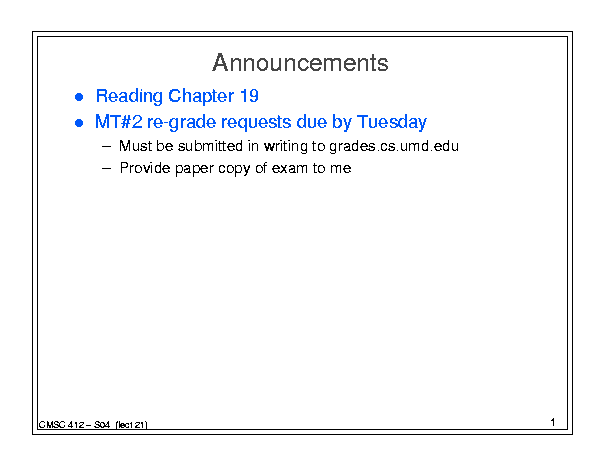 Announcements
● Reading Chapter 19
● MT#2 re-grade requests due by Tuesday
– Must be submitted in writing to grades.cs.umd.edu
– Provide paper copy of exam to me
CMSC 412 – S04 (lect 21)
1